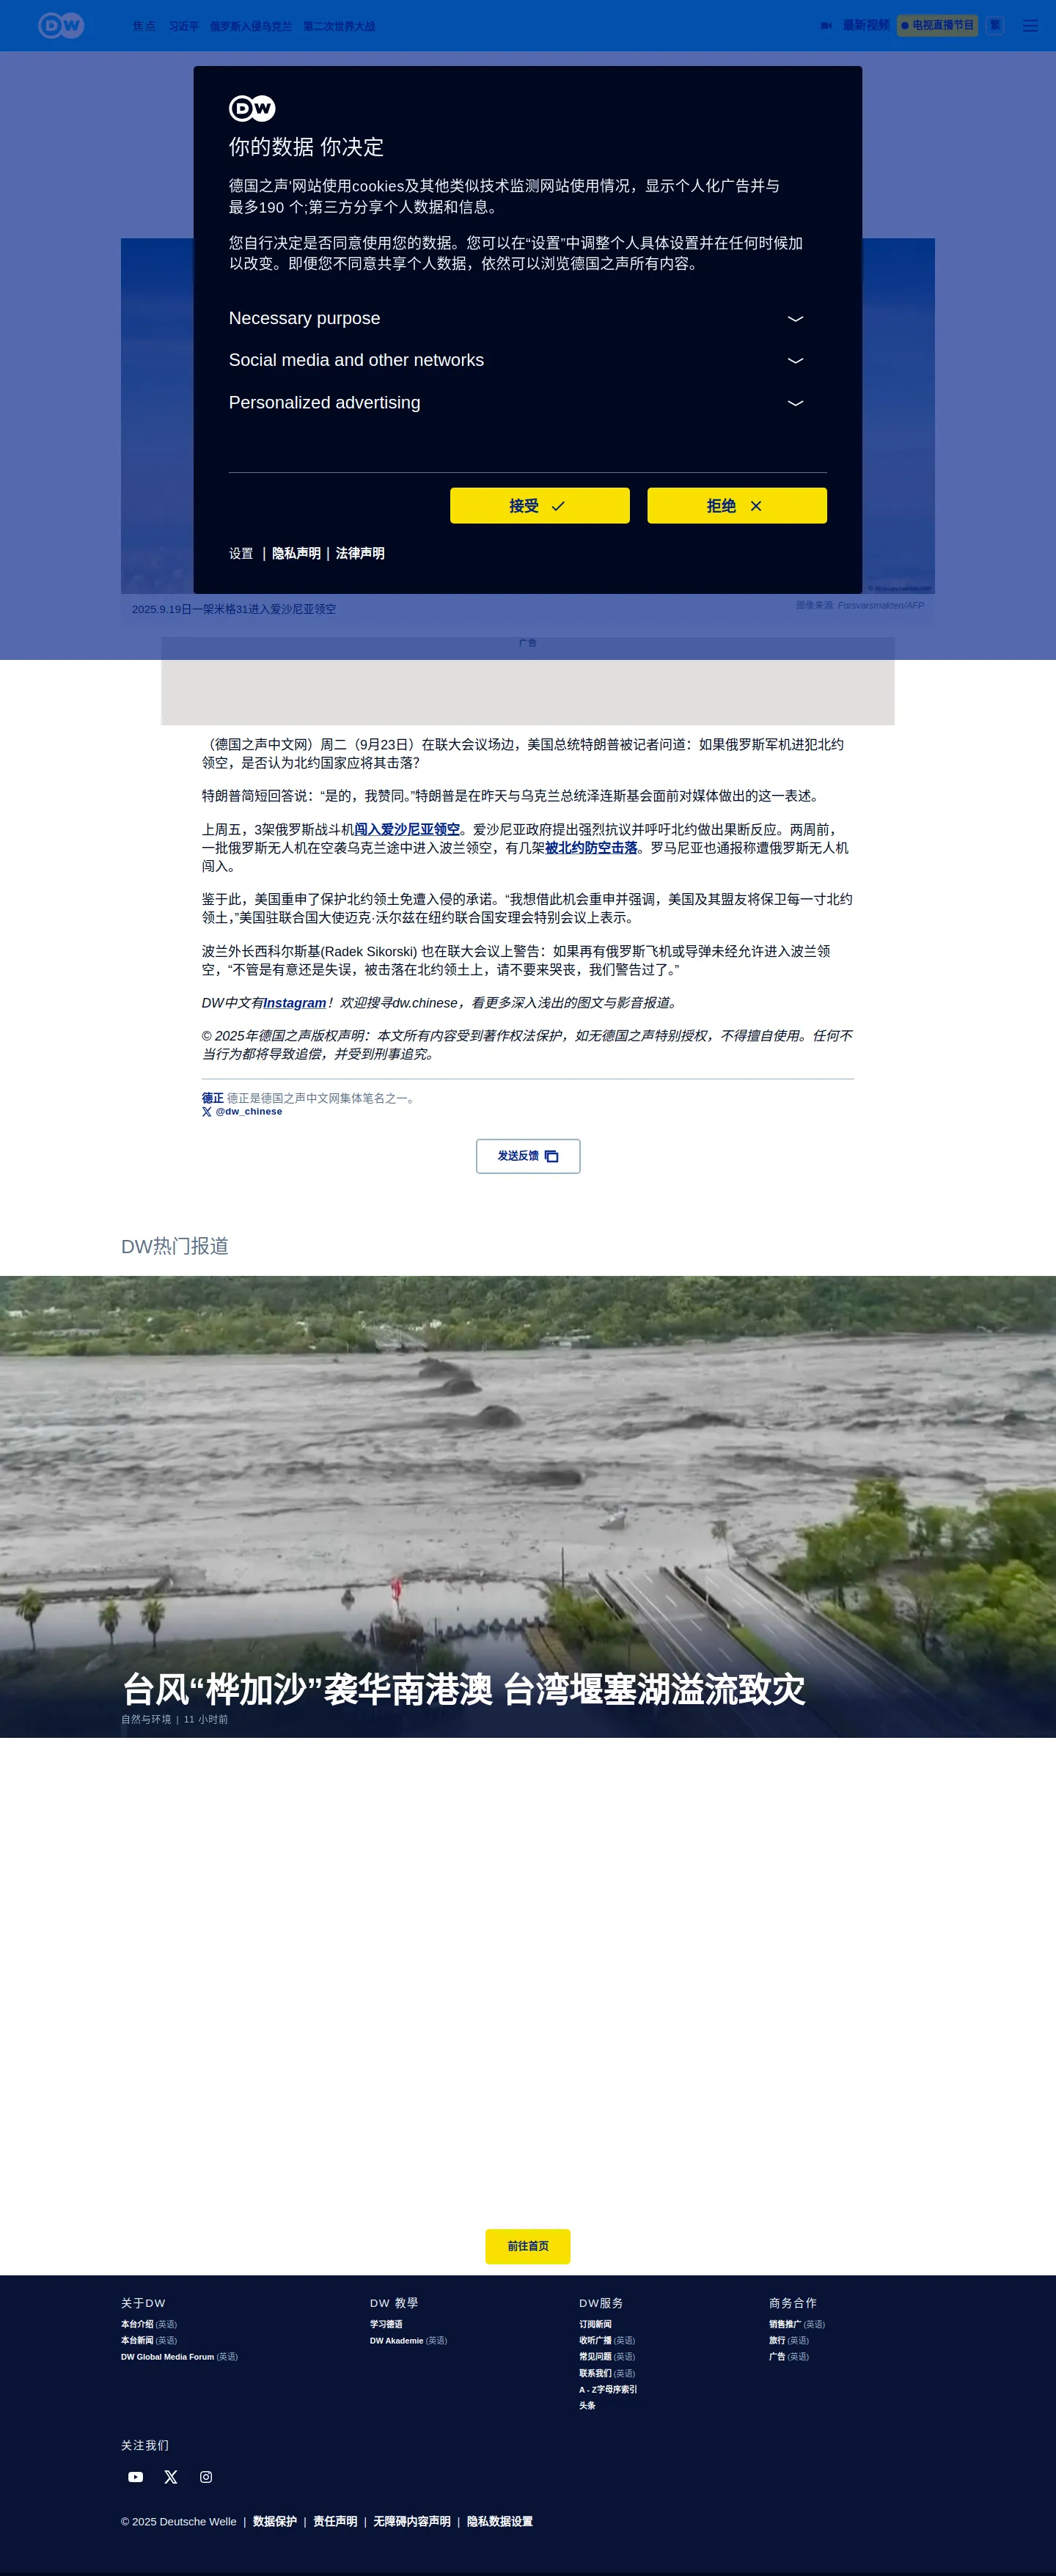 DW
焦点 习近平 俄罗斯入侵乌克兰 第二次世界大战
最新视频 电视直播节目 繁
DW
你的数据 你决定
德国之声'网站使用cookies及其他类似技术监测网站使用情况，显示个人化广告并与
最多190 个;第三方分享个人数据和信息。
您自行决定是否同意使用您的数据。您可以在“设置”中调整个人具体设置并在任何时候加
以改变。即便您不同意共享个人数据，依然可以浏览德国之声所有内容。
Necessary purpose
Social media and other networks
Personalized advertising
接受 拒绝
设置 | 隐私声明 | 法律声明
2025.9.19日一架米格31进入爱沙尼亚领空
图像来源: Forsvarsmakten/AFP
广告
（德国之声中文网）周二（9月23日）在联大会议场边，美国总统特朗普被记者问道：如果俄罗斯军机进犯北约
领空，是否认为北约国家应将其击落？
特朗普简短回答说：“是的，我赞同。”特朗普是在昨天与乌克兰总统泽连斯基会面前对媒体做出的这一表述。
上周五，3架俄罗斯战斗机闯入爱沙尼亚领空。爱沙尼亚政府提出强烈抗议并呼吁北约做出果断反应。两周前，
一批俄罗斯无人机在空袭乌克兰途中进入波兰领空，有几架被北约防空击落。罗马尼亚也通报称遭俄罗斯无人机
闯入。
鉴于此，美国重申了保护北约领土免遭入侵的承诺。“我想借此机会重申并强调，美国及其盟友将保卫每一寸北约
领土，”美国驻联合国大使迈克·沃尔兹在纽约联合国安理会特别会议上表示。
波兰外长西科尔斯基(Radek Sikorski) 也在联大会议上警告：如果再有俄罗斯飞机或导弹未经允许进入波兰领
空，“不管是有意还是失误，被击落在北约领土上，请不要来哭丧，我们警告过了。”
DW中文有Instagram！欢迎搜寻dw.chinese，看更多深入浅出的图文与影音报道。
© 2025年德国之声版权声明：本文所有内容受到著作权法保护，如无德国之声特别授权，不得擅自使用。任何不
当行为都将导致追偿，并受到刑事追究。
德正 德正是德国之声中文网集体笔名之一。
@dw_chinese
发送反馈
DW热门报道
台风“桦加沙”袭华南港澳 台湾堰塞湖溢流致灾
自然与环境 | 11 小时前
前往首页
关于DW
本台介绍 (英语)
本台新闻 (英语)
DW Global Media Forum (英语)
DW 教學
学习德语
DW Akademie (英语)
DW服务
订阅新闻
收听广播 (英语)
常见问题 (英语)
联系我们 (英语)
A - Z字母序索引
头条
商务合作
销售推广 (英语)
旅行 (英语)
广告 (英语)
关注我们
© 2025 Deutsche Welle | 数据保护 | 责任声明 | 无障碍内容声明 | 隐私数据设置